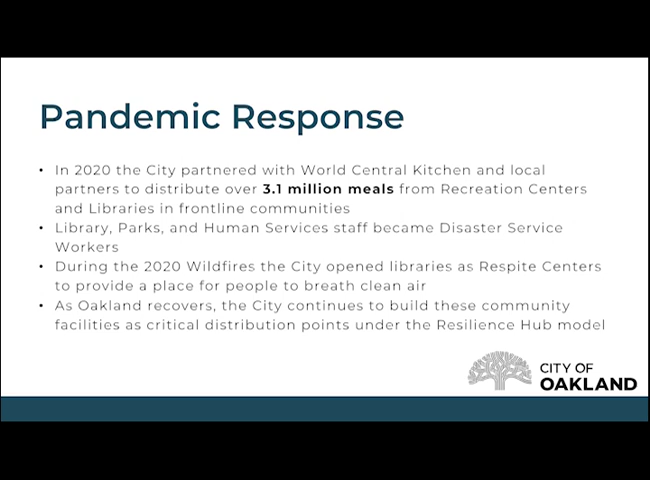 Pandemic Response
• In 2020 the City partnered with World Central Kitchen and local
partners to distribute over 3.1 million meals from Recreation Centers
and Libraries in frontline communities
• Library, Parks, and Human Services staff became Disaster Service
Workers
• During the 2020 Wildfires the City opened libraries as Respite Centers
to provide a place for people to breath clean air
• As Oakland recovers, the City continues to build these community
facilities as critical distribution points under the Resilience Hub model
CITY OF
OAKLAND